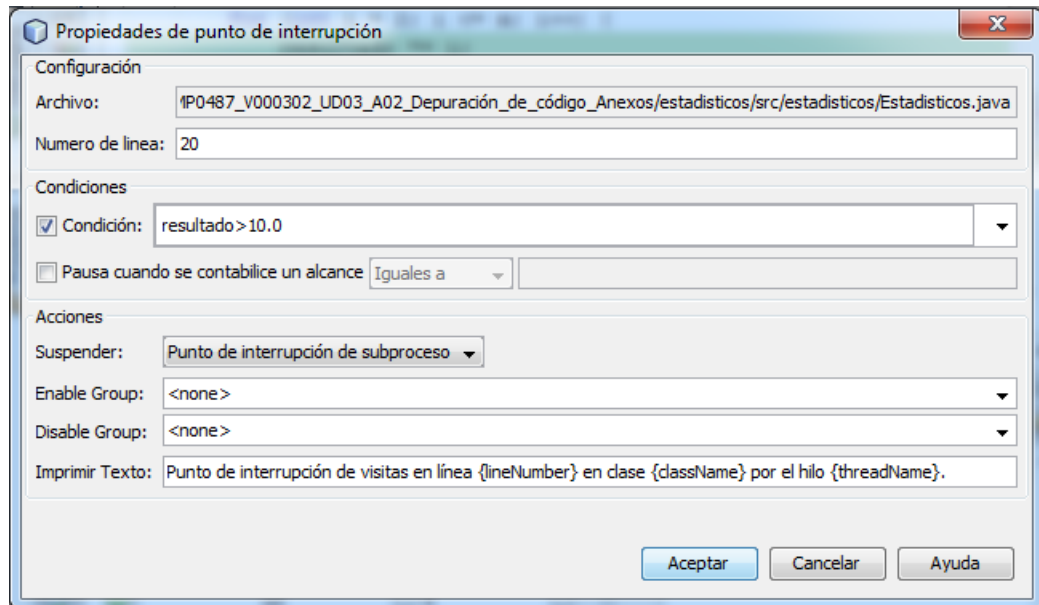 Propiedades de punto de interrupción
Configuración
Archivo: MP0487_V000302_UD03_A02_Depuración_de_código_Anexos/estadisticos/src/estadisticos/Estadisticos.java
Numero de linea: 20
Condiciones
Condición: resultado>10.0
Pausa cuando se contabilice un alcance Iguales a
Acciones
Suspender: Punto de interrupción de subproceso
Enable Group: <none>
Disable Group: <none>
Imprimir Texto: Punto de interrupción de visitas en línea {lineNumber} en clase {className} por el hilo {threadName}.
Aceptar Cancelar Ayuda